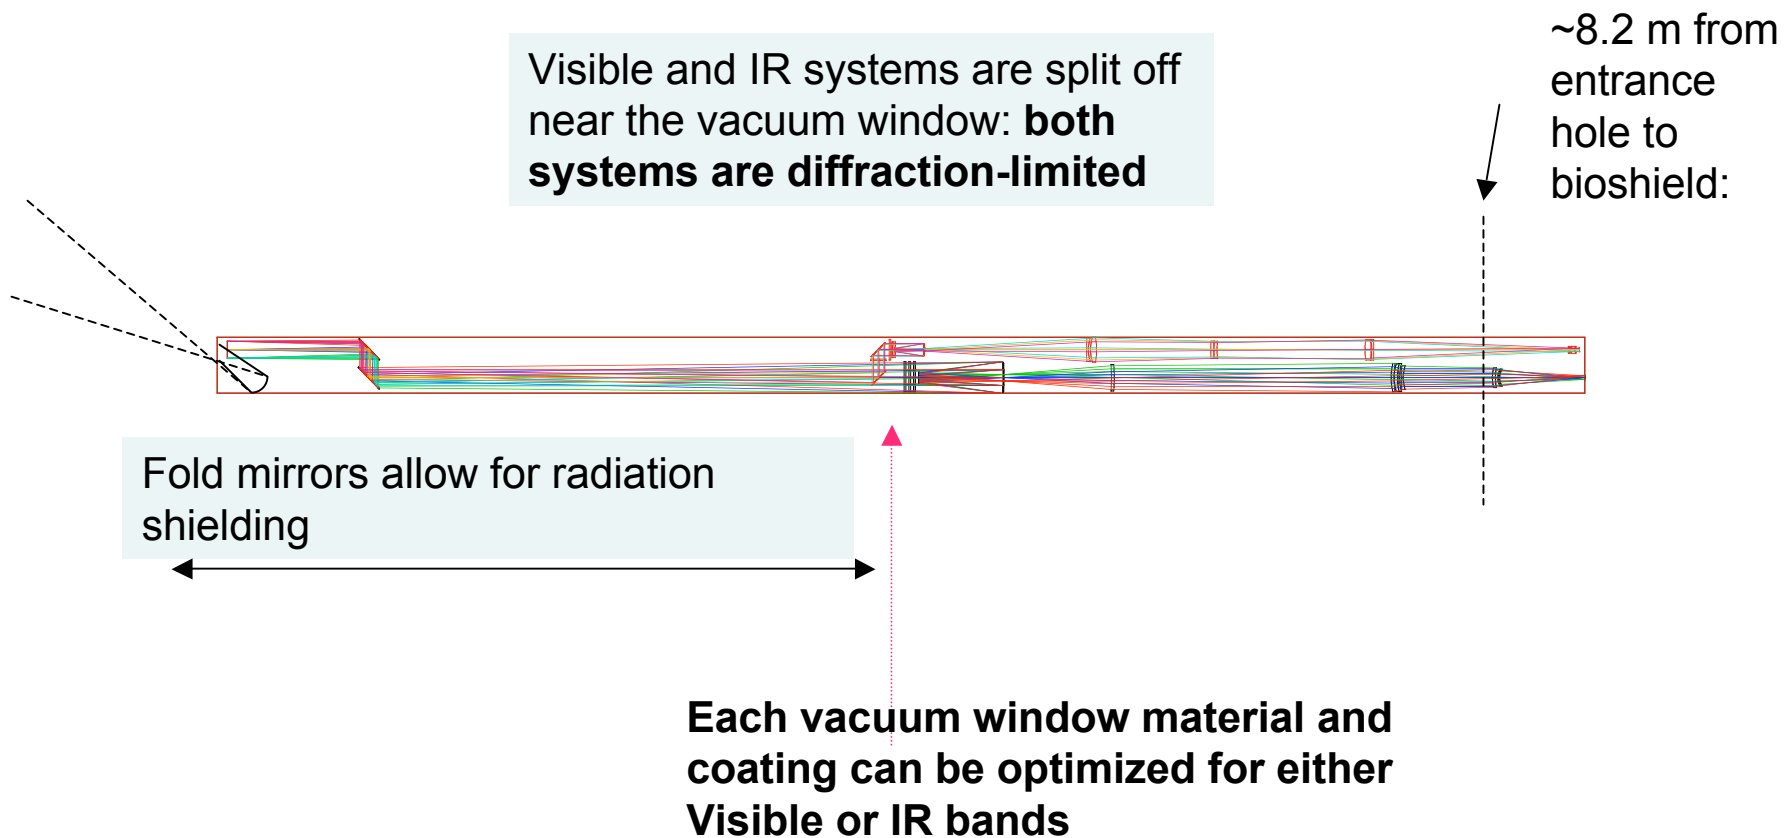 ~8.2 m from
entrance
hole to
bioshield:
Visible and IR systems are split off
near the vacuum window: both
systems are diffraction-limited
Fold mirrors allow for radiation
shielding
Each vacuum window material and
coating can be optimized for either
Visible or IR bands